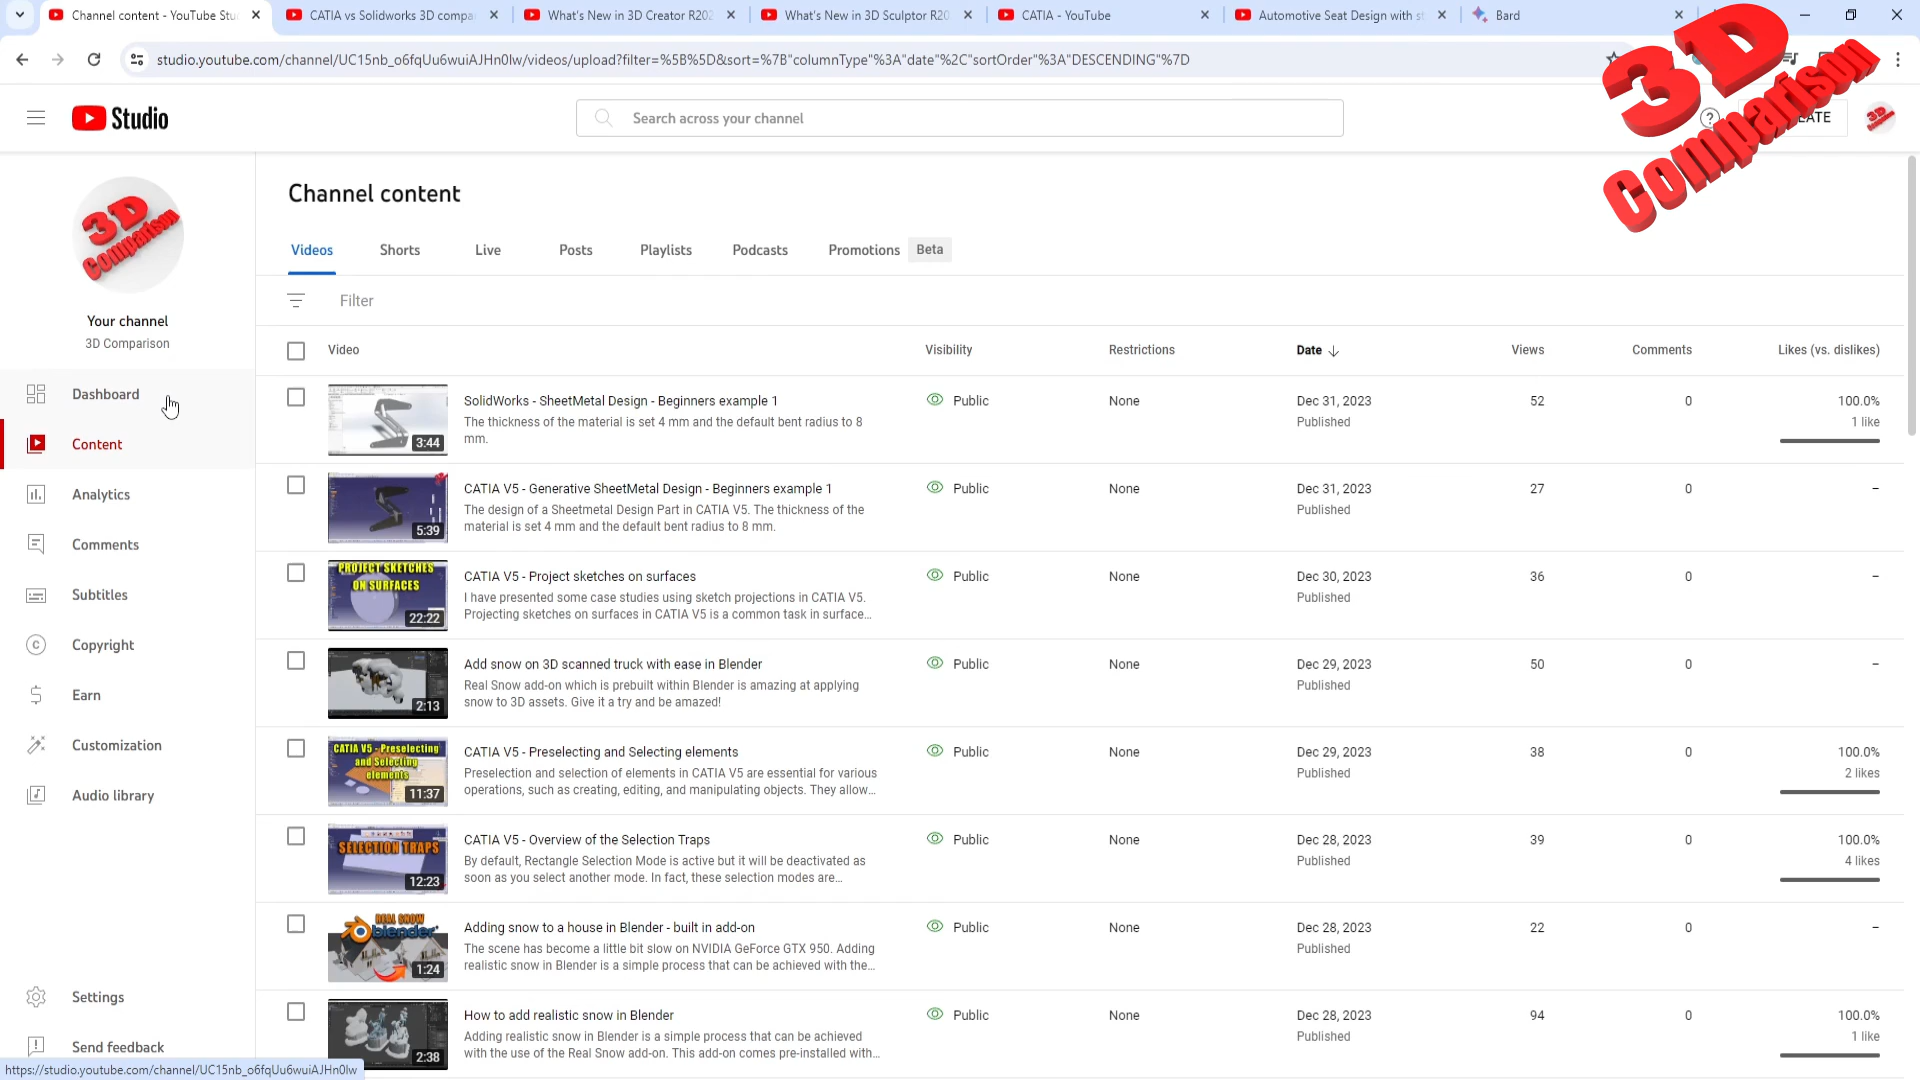 Channel content - YouTube Stu
CATIA vs Solidworks 3D compa
What's New in 3D Creator R202
What's New in 3D Sculptor R20
CATIA - YouTube
Automotive Seat Design with st
Bard
studio.youtube.com/channel/UC15nb_o6fqUu6wuiAJHn0lw/videos/upload?filter=%5B%5D&sort=%7B"columnType"%3A"date"%2C"sortOrder"%3A"DESCENDING"%7D
3D
Comparison
Studio
Search across your channel
3D
Comparison
Your channel
3D Comparison
Dashboard
Content
Analytics
Comments
Subtitles
Copyright
Earn
Customization
Audio library
Settings
Send feedback
Channel content
Videos Shorts Live Posts Playlists Podcasts Promotions Beta
Filter
Video Visibility Restrictions Date Views Comments Likes (vs. dislikes)
3:44
SolidWorks - SheetMetal Design - Beginners example 1
The thickness of the material is set 4 mm and the default bent radius to 8
mm.
Public None Dec 31, 2023 52 0 100.0%
Published 1 like
5:39
CATIA V5 - Generative SheetMetal Design - Beginners example 1
The design of a Sheetmetal Design Part in CATIA V5. The thickness of the
material is set 4 mm and the default bent radius to 8 mm.
Public None Dec 31, 2023 27 0 –
Published
PROJECT SKETCHES
ON SURFACES
22:22
CATIA V5 - Project sketches on surfaces
I have presented some case studies using sketch projections in CATIA V5.
Projecting sketches on surfaces in CATIA V5 is a common task in surface...
Public None Dec 30, 2023 36 0 –
Published
2:13
Add snow on 3D scanned truck with ease in Blender
Real Snow add-on which is prebuilt within Blender is amazing at applying
snow to 3D assets. Give it a try and be amazed!
Public None Dec 29, 2023 50 0 –
Published
CATIA V5 - Preselecting
and Selecting
elements
11:37
CATIA V5 - Preselecting and Selecting elements
Preselection and selection of elements in CATIA V5 are essential for various
operations, such as creating, editing, and manipulating objects. They allow...
Public None Dec 29, 2023 38 0 100.0%
Published 2 likes
SELECTION TRAPS
12:23
CATIA V5 - Overview of the Selection Traps
By default, Rectangle Selection Mode is active but it will be deactivated as
soon as you select another mode. In fact, these selection modes are...
Public None Dec 28, 2023 39 0 100.0%
Published 4 likes
REAL SNOW
blender
1:24
Adding snow to a house in Blender - built in add-on
The scene has become a little bit slow on NVIDIA GeForce GTX 950. Adding
realistic snow in Blender is a simple process that can be achieved with the...
Public None Dec 28, 2023 22 0 –
Published
2:38
How to add realistic snow in Blender
Adding realistic snow in Blender is a simple process that can be achieved
with the use of the Real Snow add-on. This add-on comes pre-installed with...
Public None Dec 28, 2023 94 0 100.0%
Published 1 like
https://studio.youtube.com/channel/UC15nb_o6fqUu6wuiAJHn0lw